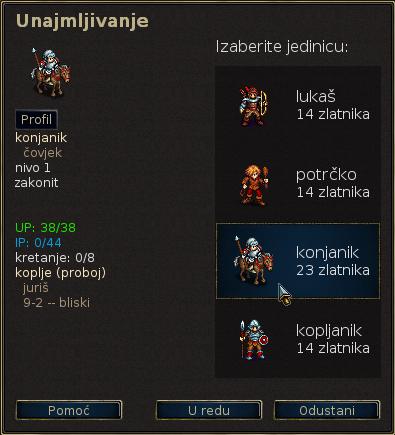 Unajmljivanje
Izaberite jedinicu:
Profil
konjanik
čovjek
nivo 1
zakonit
UP: 38/38
IP: 0/44
kretanje: 0/8
koplje (proboj)
juriš
9-2 -- bliski
lukaš
14 zlatnika
potrčko
14 zlatnika
konjanik
23 zlatnika
kopljanik
14 zlatnika
Pomoć
U redu
Odustani